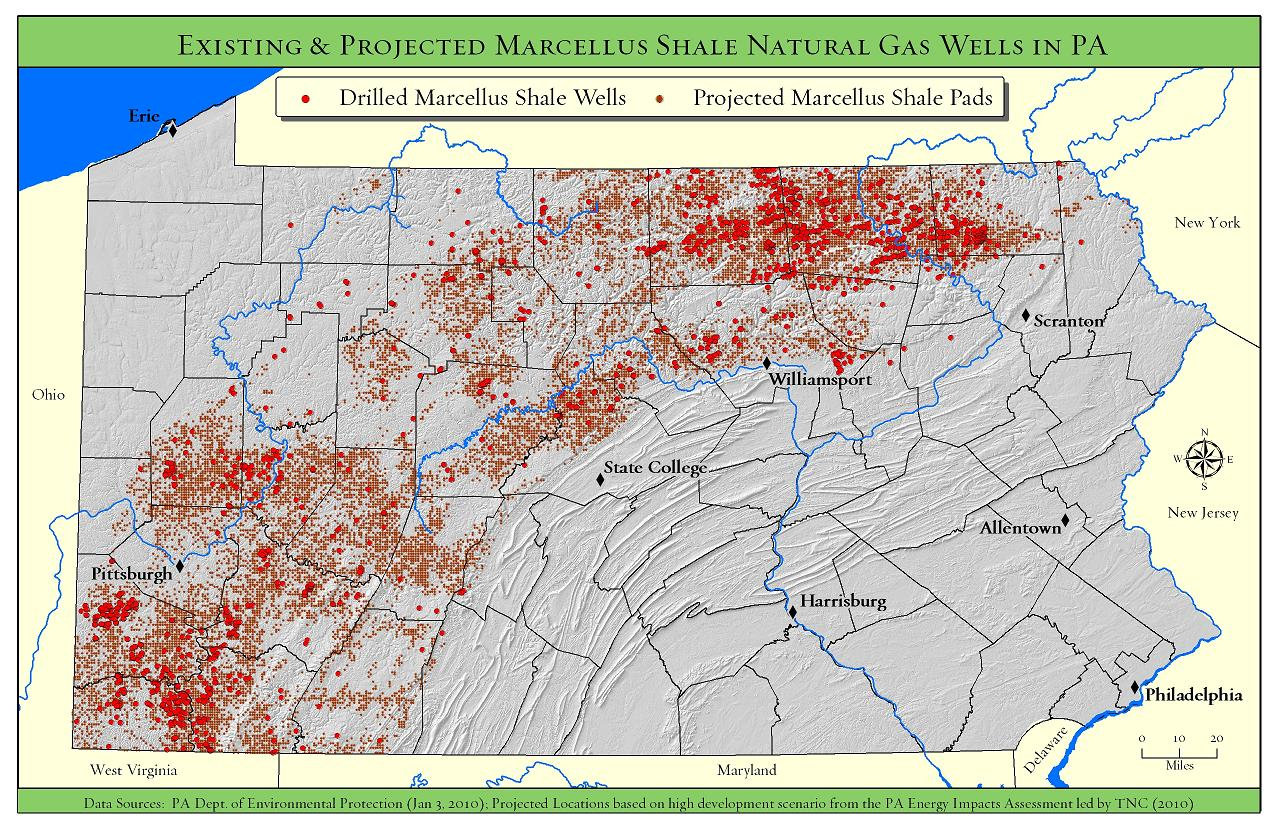 Existing & Projected Marcellus Shale Natural Gas Wells in PA
Drilled Marcellus Shale Wells Projected Marcellus Shale Pads
Erie
New York
Scranton
Williamsport
Ohio
N
W E
S
State College
New Jersey
Allentown
Pittsburgh
Harrisburg
Philadelphia
Delaware
0 10 20
Miles
West Virginia
Maryland
Data Sources: PA Dept. of Environmental Protection (Jan 3, 2010); Projected Locations based on high development scenario from the PA Energy Impacts Assessment led by TNC (2010)